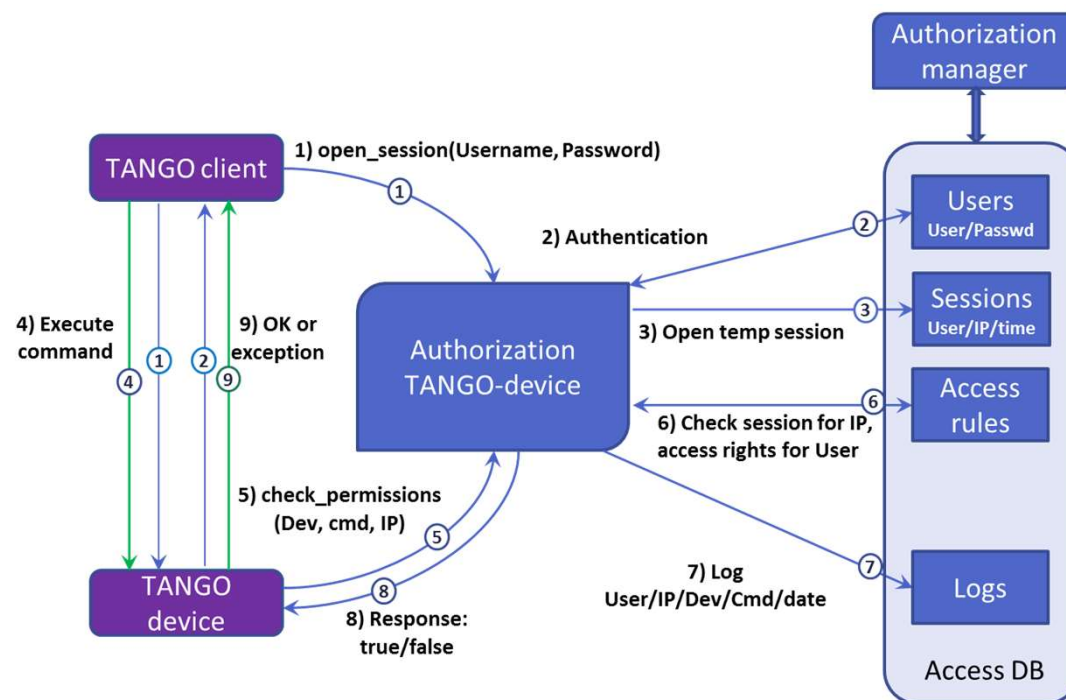 Authorization
manager
1) open_session(Username, Password)
TANGO client
1
Users
User/Passwd
2
2) Authentication
Sessions
User/IP/time
3
3) Open temp session
4) Execute
command
9) OK or
exception
1
2
4
9
Authorization
TANGO-device
Access
rules
6
6) Check session for IP,
access rights for User
5) check_permissions
(Dev, cmd, IP)
5
7
7) Log
User/IP/Dev/Cmd/date
Logs
TANGO
device
8
8) Response:
true/false
Access DB